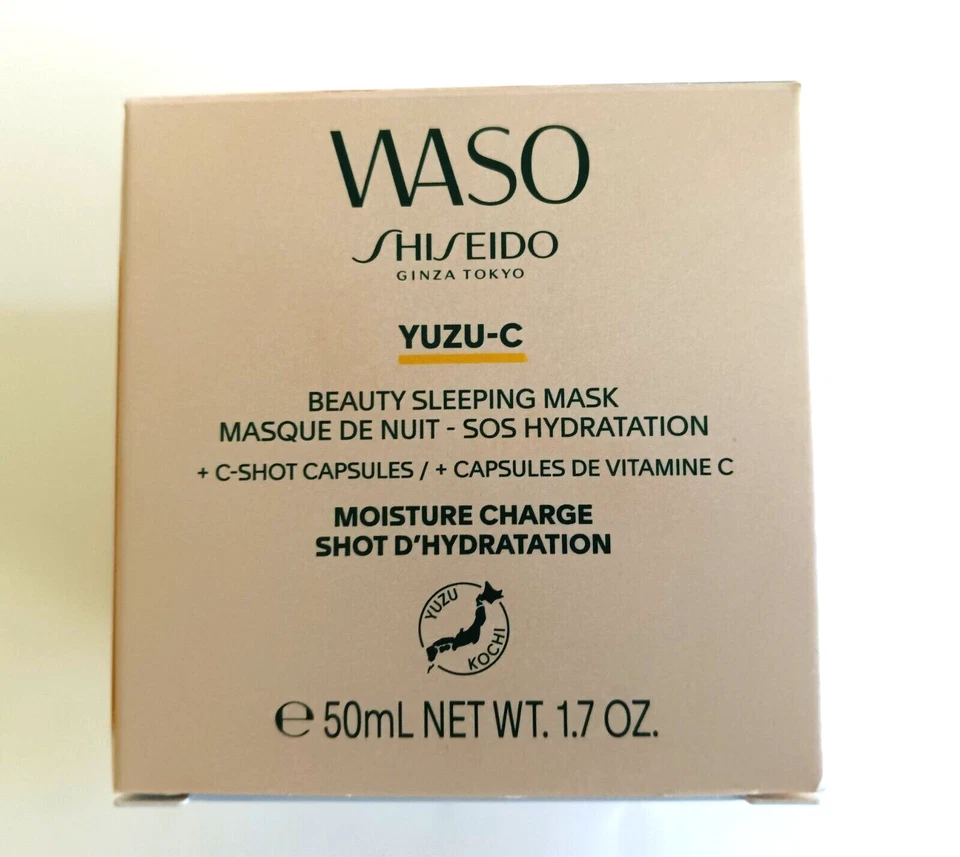 WASO
SHISEIDO
GINZA TOKYO
YUZU-C
BEAUTY SLEEPING MASK
MASQUE DE NUIT - SOS HYDRATATION
+ C-SHOT CAPSULES / + CAPSULES DE VITAMINE C
MOISTURE CHARGE
SHOT D'HYDRATATION
YUZU
KOCHI
℮ 50mL NET WT. 1.7 OZ.